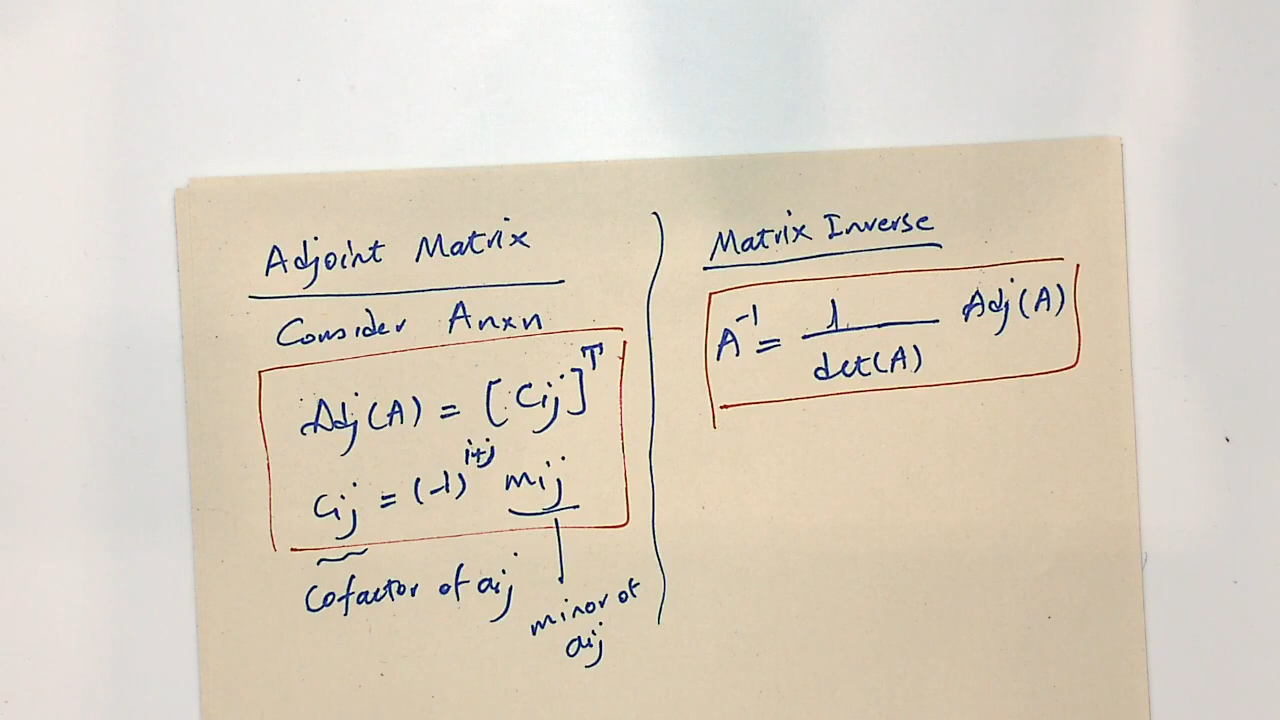 Adjoint Matrix
Consider Anxn
Adj(A) = [Cij]ᵀ
Cij = (-1)ⁱ⁺ʲ mij
Cofactor of aij
minor of
aij
Matrix Inverse
A⁻¹ = 1/det(A) Adj(A)